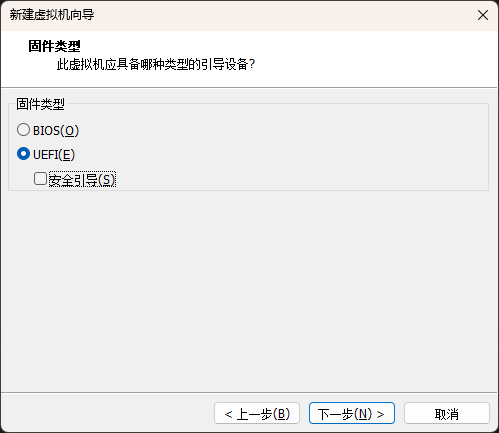 新建虚拟机向导
固件类型
此虚拟机应具备哪种类型的引导设备?
固件类型
BIOS(O)
UEFI(E)
安全引导(S)
< 上一步(B) 下一步(N) > 取消